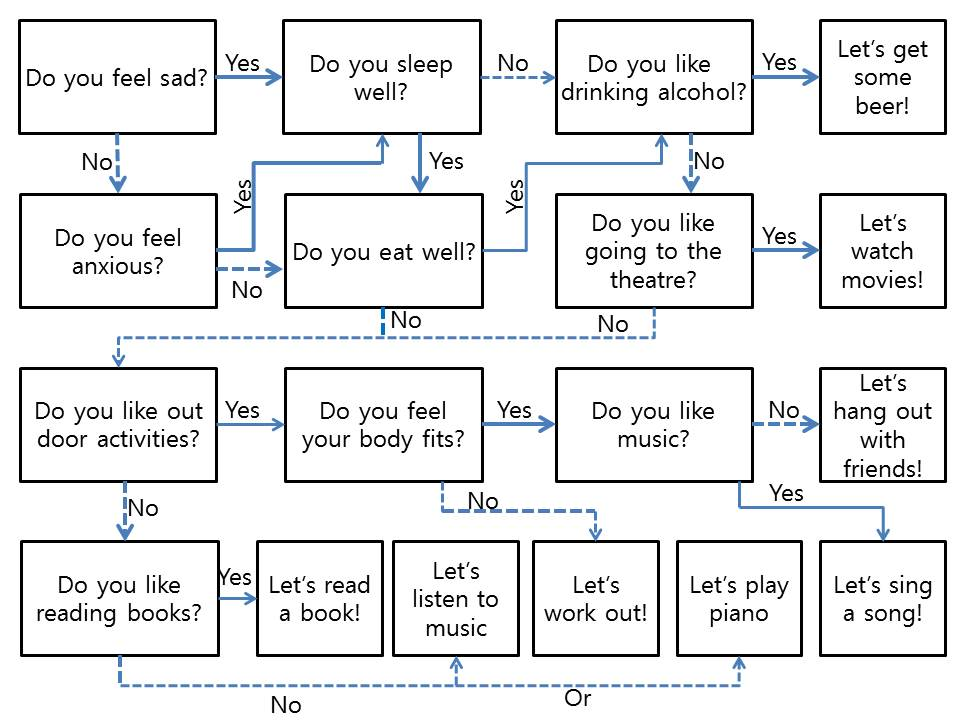 Do you feel sad?
Yes
Do you sleep
well?
No
Do you like
drinking alcohol?
Yes
Let's get
some
beer!
No
Yes
Yes
No
Yes
Do you feel
anxious?
No
Do you eat well?
Do you like
going to the
theatre?
Yes
Let's
watch
movies!
No
No
Do you like out
door activities?
Yes
Do you feel
your body fits?
Yes
Do you like
music?
No
Let's
hang out
with
friends!
No
No
Yes
Do you like
reading books?
Yes
Let's read
a book!
Let's
listen to
music
Let's
work out!
Let's play
piano
Let's sing
a song!
No
Or